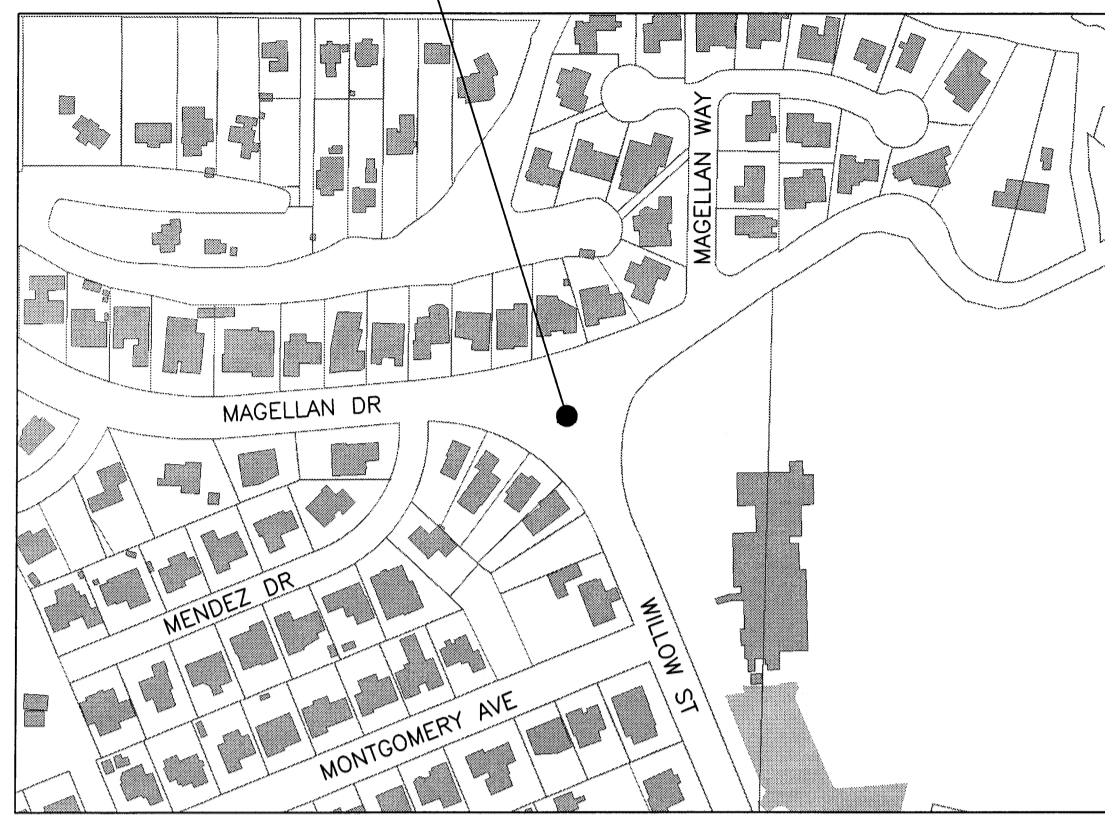 MAGELLAN WAY
MAGELLAN DR
MENDEZ DR
WILLOW ST
MONTGOMERY AVE